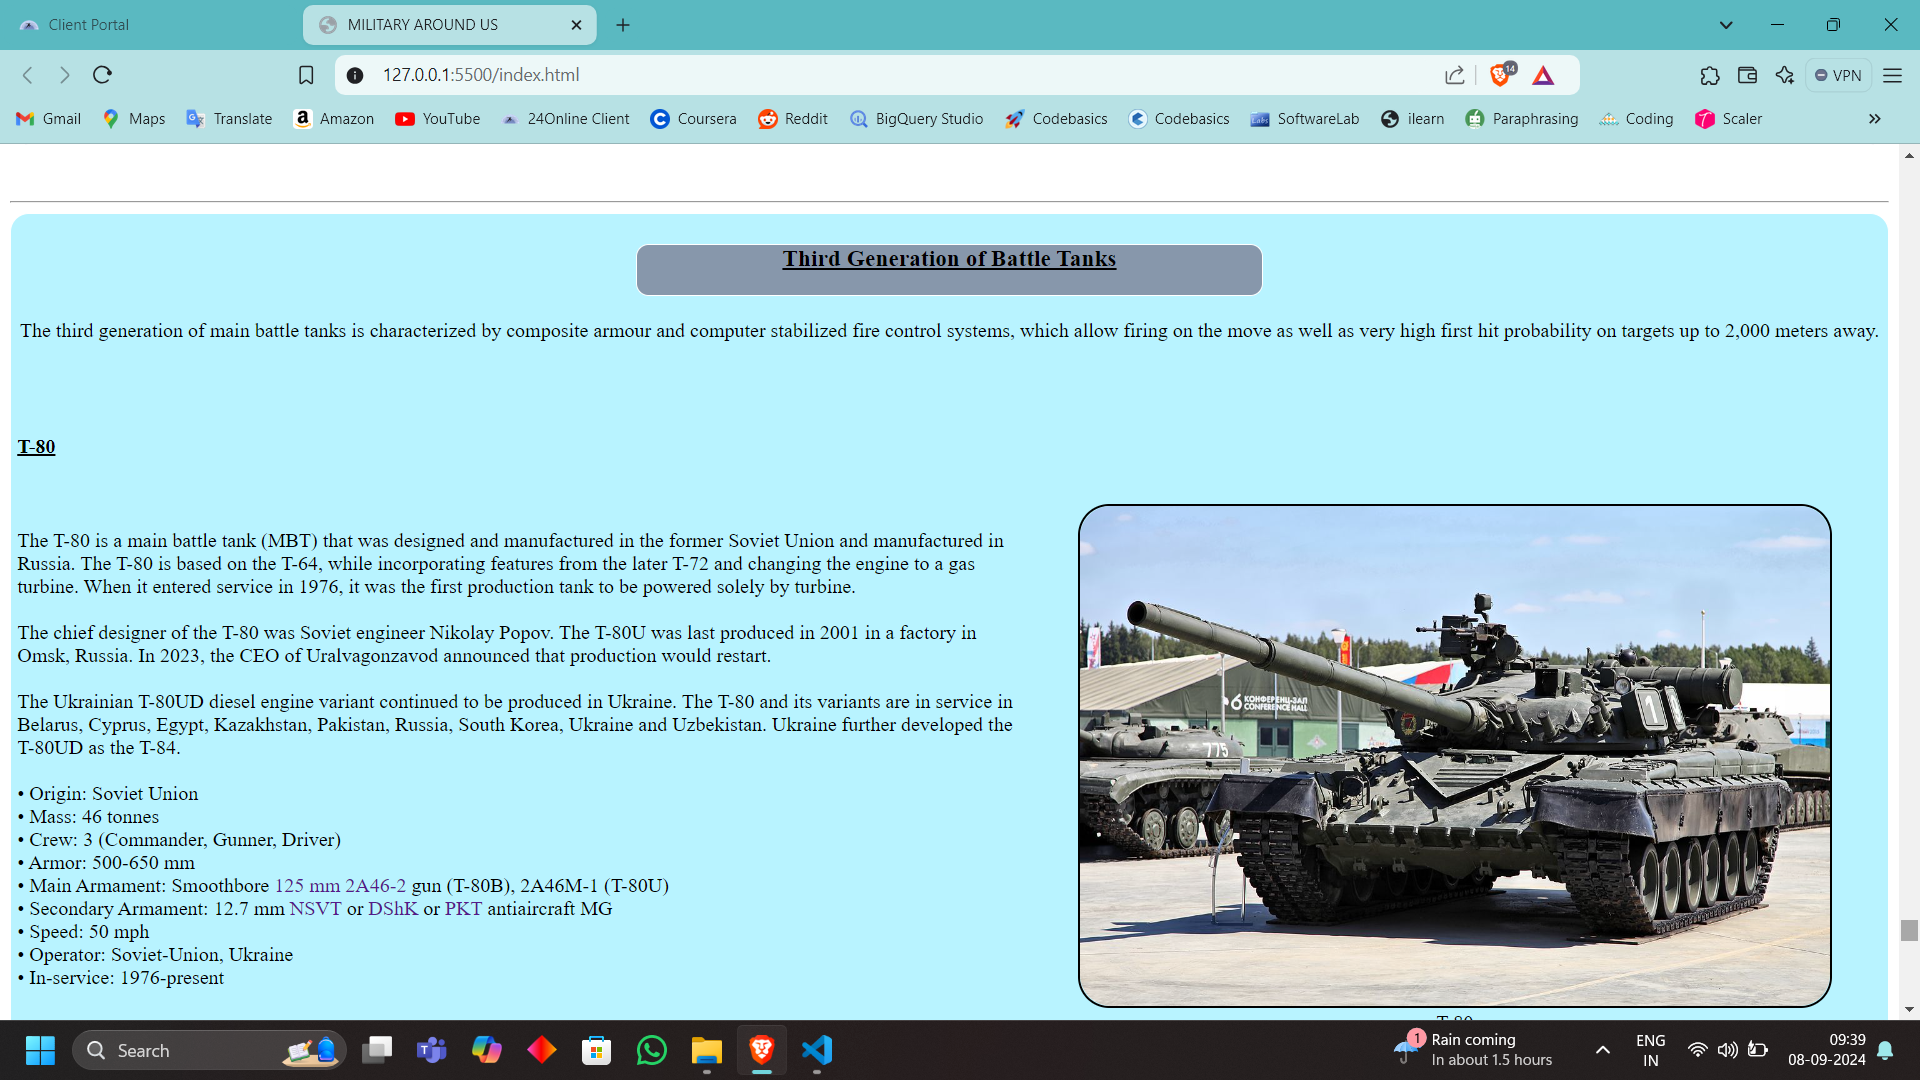 Client Portal
MILITARY AROUND US
127.0.0.1:5500/index.html
14
VPN
Gmail
Maps
Translate
Amazon
YouTube
24Online Client
Coursera
Reddit
BigQuery Studio
Codebasics
Codebasics
SoftwareLab
ilearn
Paraphrasing
Coding
Scaler
Third Generation of Battle Tanks
The third generation of main battle tanks is characterized by composite armour and computer stabilized fire control systems, which allow firing on the move as well as very high first hit probability on targets up to 2,000 meters away.
T-80
The T-80 is a main battle tank (MBT) that was designed and manufactured in the former Soviet Union and manufactured in
Russia. The T-80 is based on the T-64, while incorporating features from the later T-72 and changing the engine to a gas
turbine. When it entered service in 1976, it was the first production tank to be powered solely by turbine.
The chief designer of the T-80 was Soviet engineer Nikolay Popov. The T-80U was last produced in 2001 in a factory in
Omsk, Russia. In 2023, the CEO of Uralvagonzavod announced that production would restart.
The Ukrainian T-80UD diesel engine variant continued to be produced in Ukraine. The T-80 and its variants are in service in
Belarus, Cyprus, Egypt, Kazakhstan, Pakistan, Russia, South Korea, Ukraine and Uzbekistan. Ukraine further developed the
T-80UD as the T-84.
• Origin: Soviet Union
• Mass: 46 tonnes
• Crew: 3 (Commander, Gunner, Driver)
• Armor: 500-650 mm
• Main Armament: Smoothbore 125 mm 2A46-2 gun (T-80B), 2A46M-1 (T-80U)
• Secondary Armament: 12.7 mm NSVT or DShK or PKT antiaircraft MG
• Speed: 50 mph
• Operator: Soviet-Union, Ukraine
• In-service: 1976-present
6 КОНФЕРЕНЦ-ЗАЛ
CONFERENCE HALL
775
1
T-80
Search
1
Rain coming
In about 1.5 hours
ENG
IN
09:39
08-09-2024